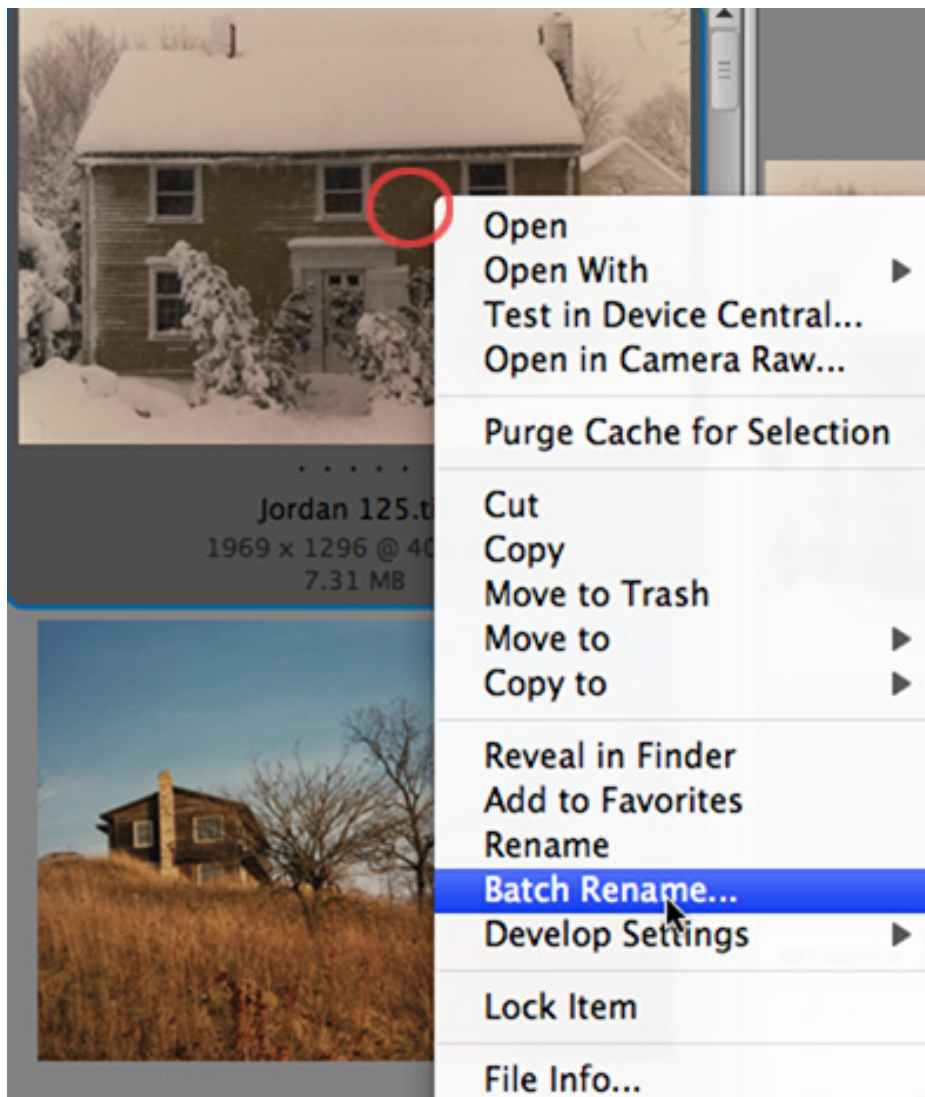 Open
Open With
Test in Device Central...
Open in Camera Raw...
Purge Cache for Selection
Cut
Copy
Move to Trash
Move to
Copy to
Reveal in Finder
Add to Favorites
Rename
Batch Rename...
Develop Settings
Lock Item
File Info...
Jordan 125.ti
1969 x 1296 @ 40
7.31 MB